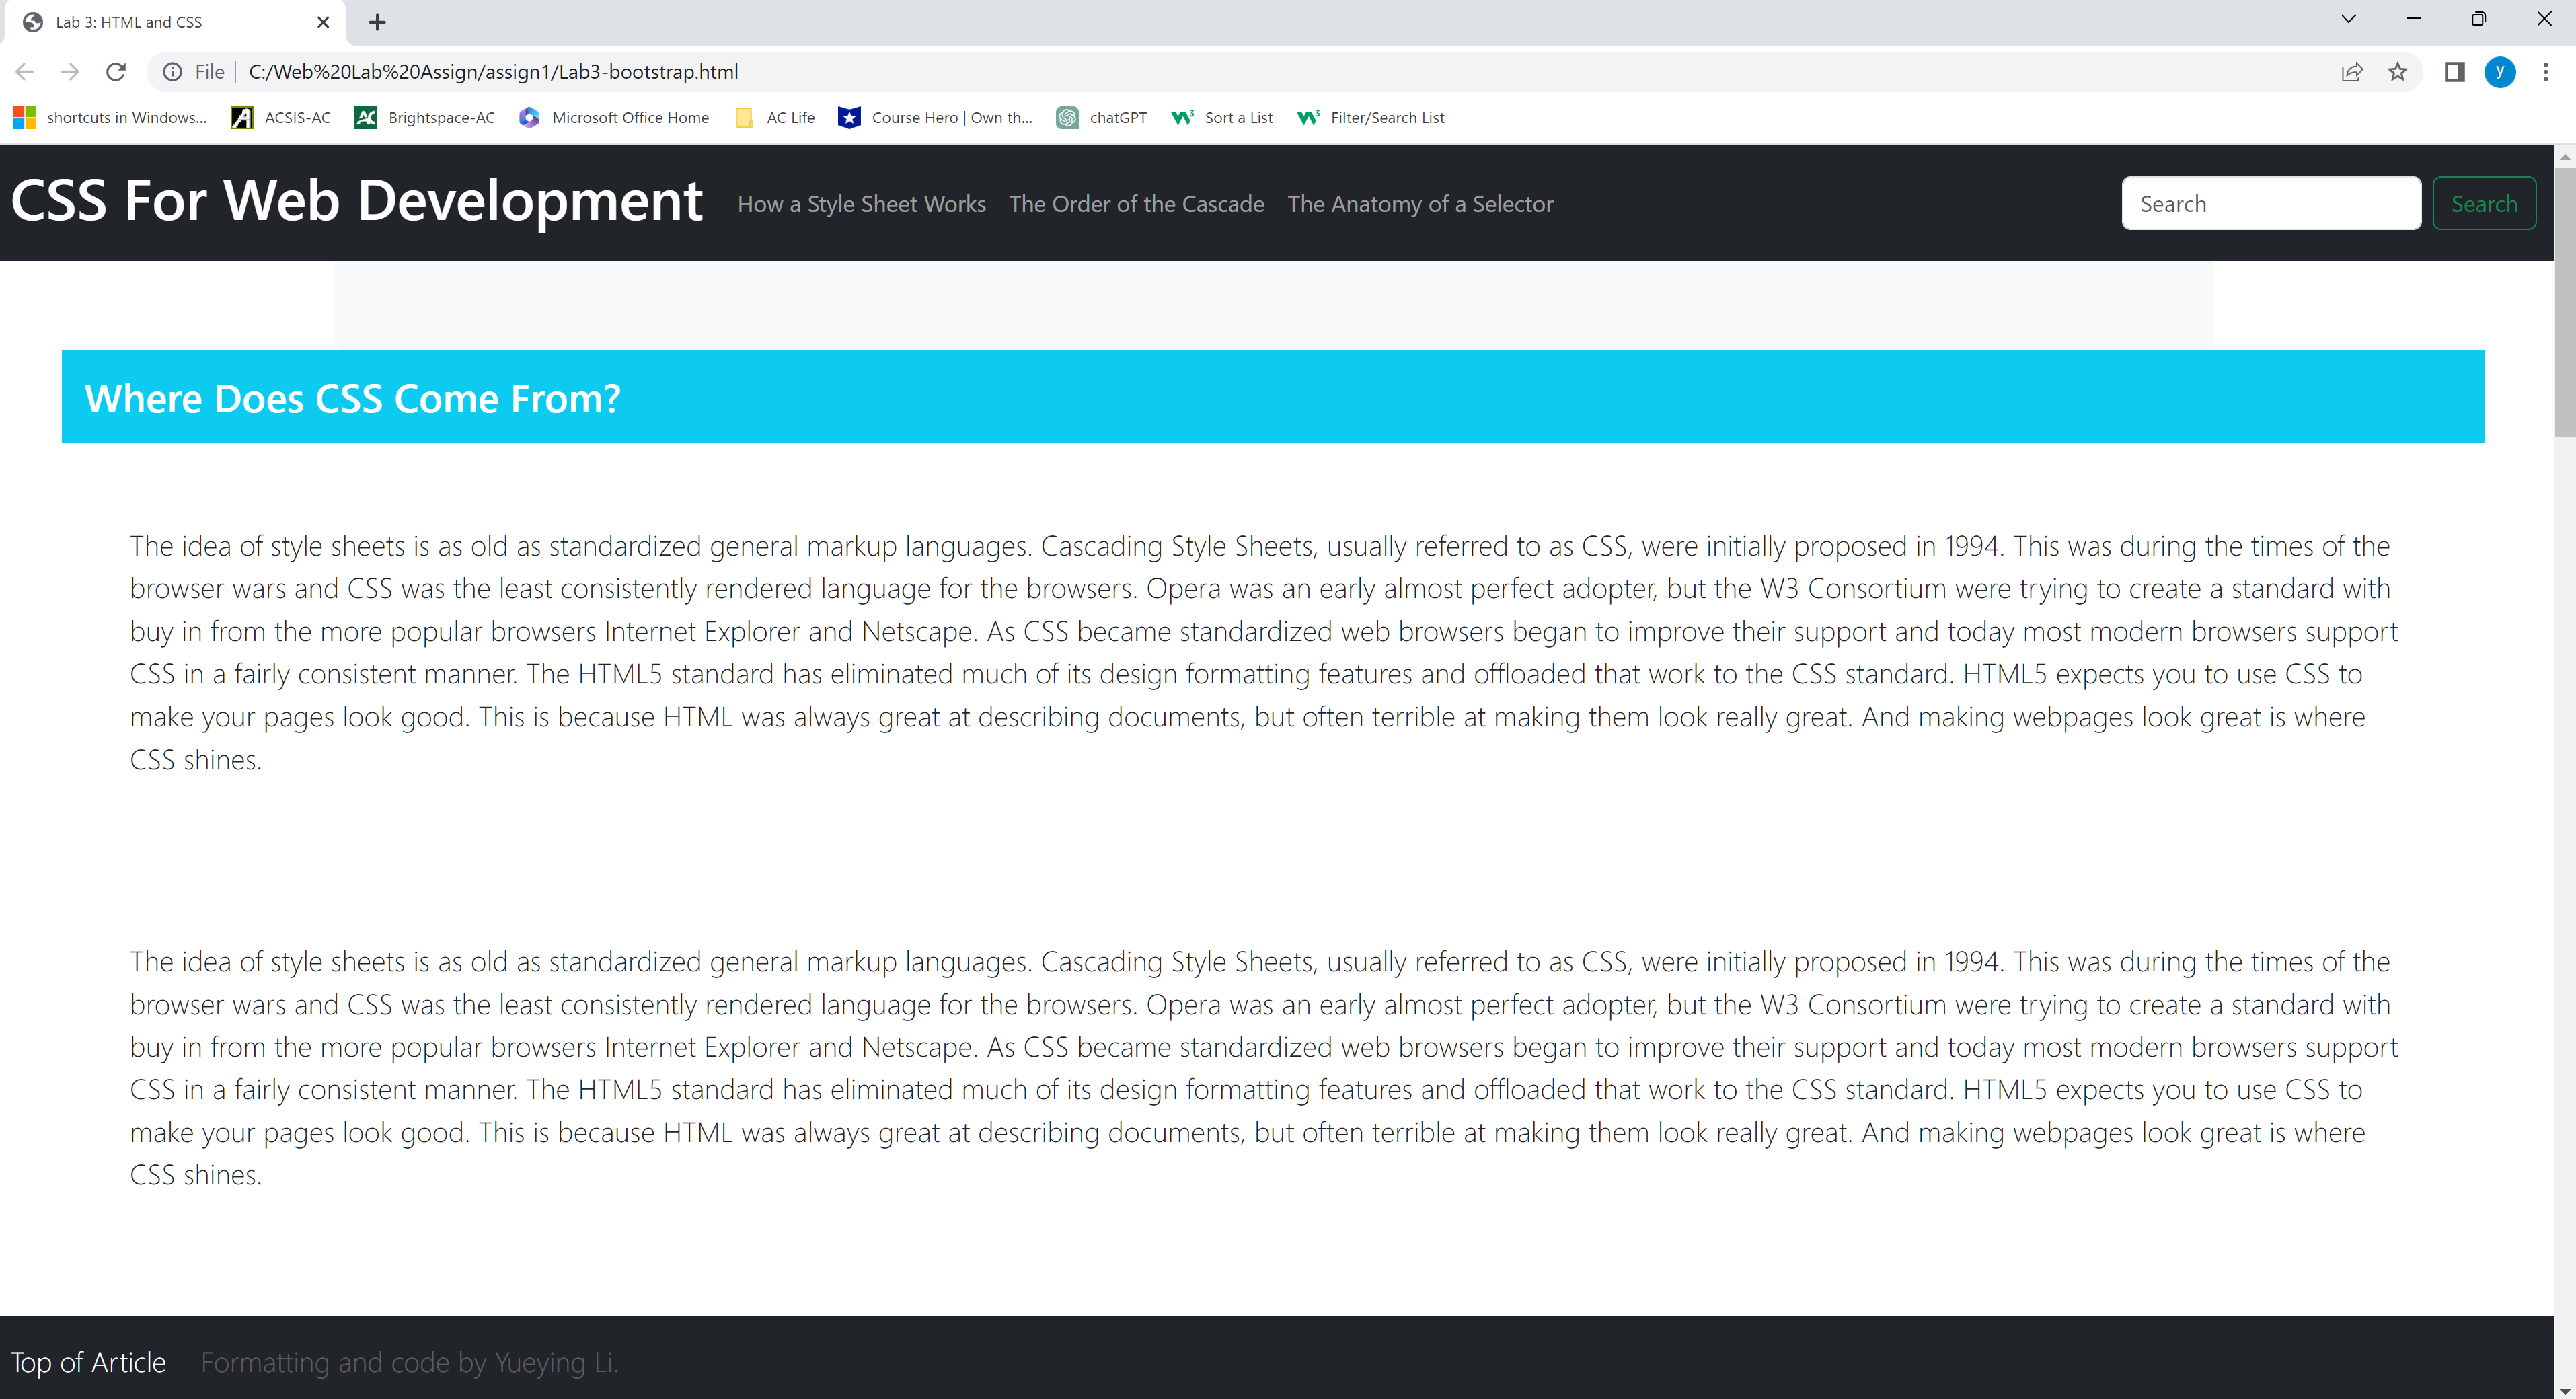 Lab 3: HTML and CSS
File C:/Web%20Lab%20Assign/assign1/Lab3-bootstrap.html
y
shortcuts in Windows... ACSIS-AC Brightspace-AC Microsoft Office Home AC Life Course Hero | Own th... chatGPT Sort a List Filter/Search List
CSS For Web Development How a Style Sheet Works The Order of the Cascade The Anatomy of a Selector Search Search
Where Does CSS Come From?
The idea of style sheets is as old as standardized general markup languages. Cascading Style Sheets, usually referred to as CSS, were initially proposed in 1994. This was during the times of the
browser wars and CSS was the least consistently rendered language for the browsers. Opera was an early almost perfect adopter, but the W3 Consortium were trying to create a standard with
buy in from the more popular browsers Internet Explorer and Netscape. As CSS became standardized web browsers began to improve their support and today most modern browsers support
CSS in a fairly consistent manner. The HTML5 standard has eliminated much of its design formatting features and offloaded that work to the CSS standard. HTML5 expects you to use CSS to
make your pages look good. This is because HTML was always great at describing documents, but often terrible at making them look really great. And making webpages look great is where
CSS shines.
The idea of style sheets is as old as standardized general markup languages. Cascading Style Sheets, usually referred to as CSS, were initially proposed in 1994. This was during the times of the
browser wars and CSS was the least consistently rendered language for the browsers. Opera was an early almost perfect adopter, but the W3 Consortium were trying to create a standard with
buy in from the more popular browsers Internet Explorer and Netscape. As CSS became standardized web browsers began to improve their support and today most modern browsers support
CSS in a fairly consistent manner. The HTML5 standard has eliminated much of its design formatting features and offloaded that work to the CSS standard. HTML5 expects you to use CSS to
make your pages look good. This is because HTML was always great at describing documents, but often terrible at making them look really great. And making webpages look great is where
CSS shines.
Top of Article Formatting and code by Yueying Li.